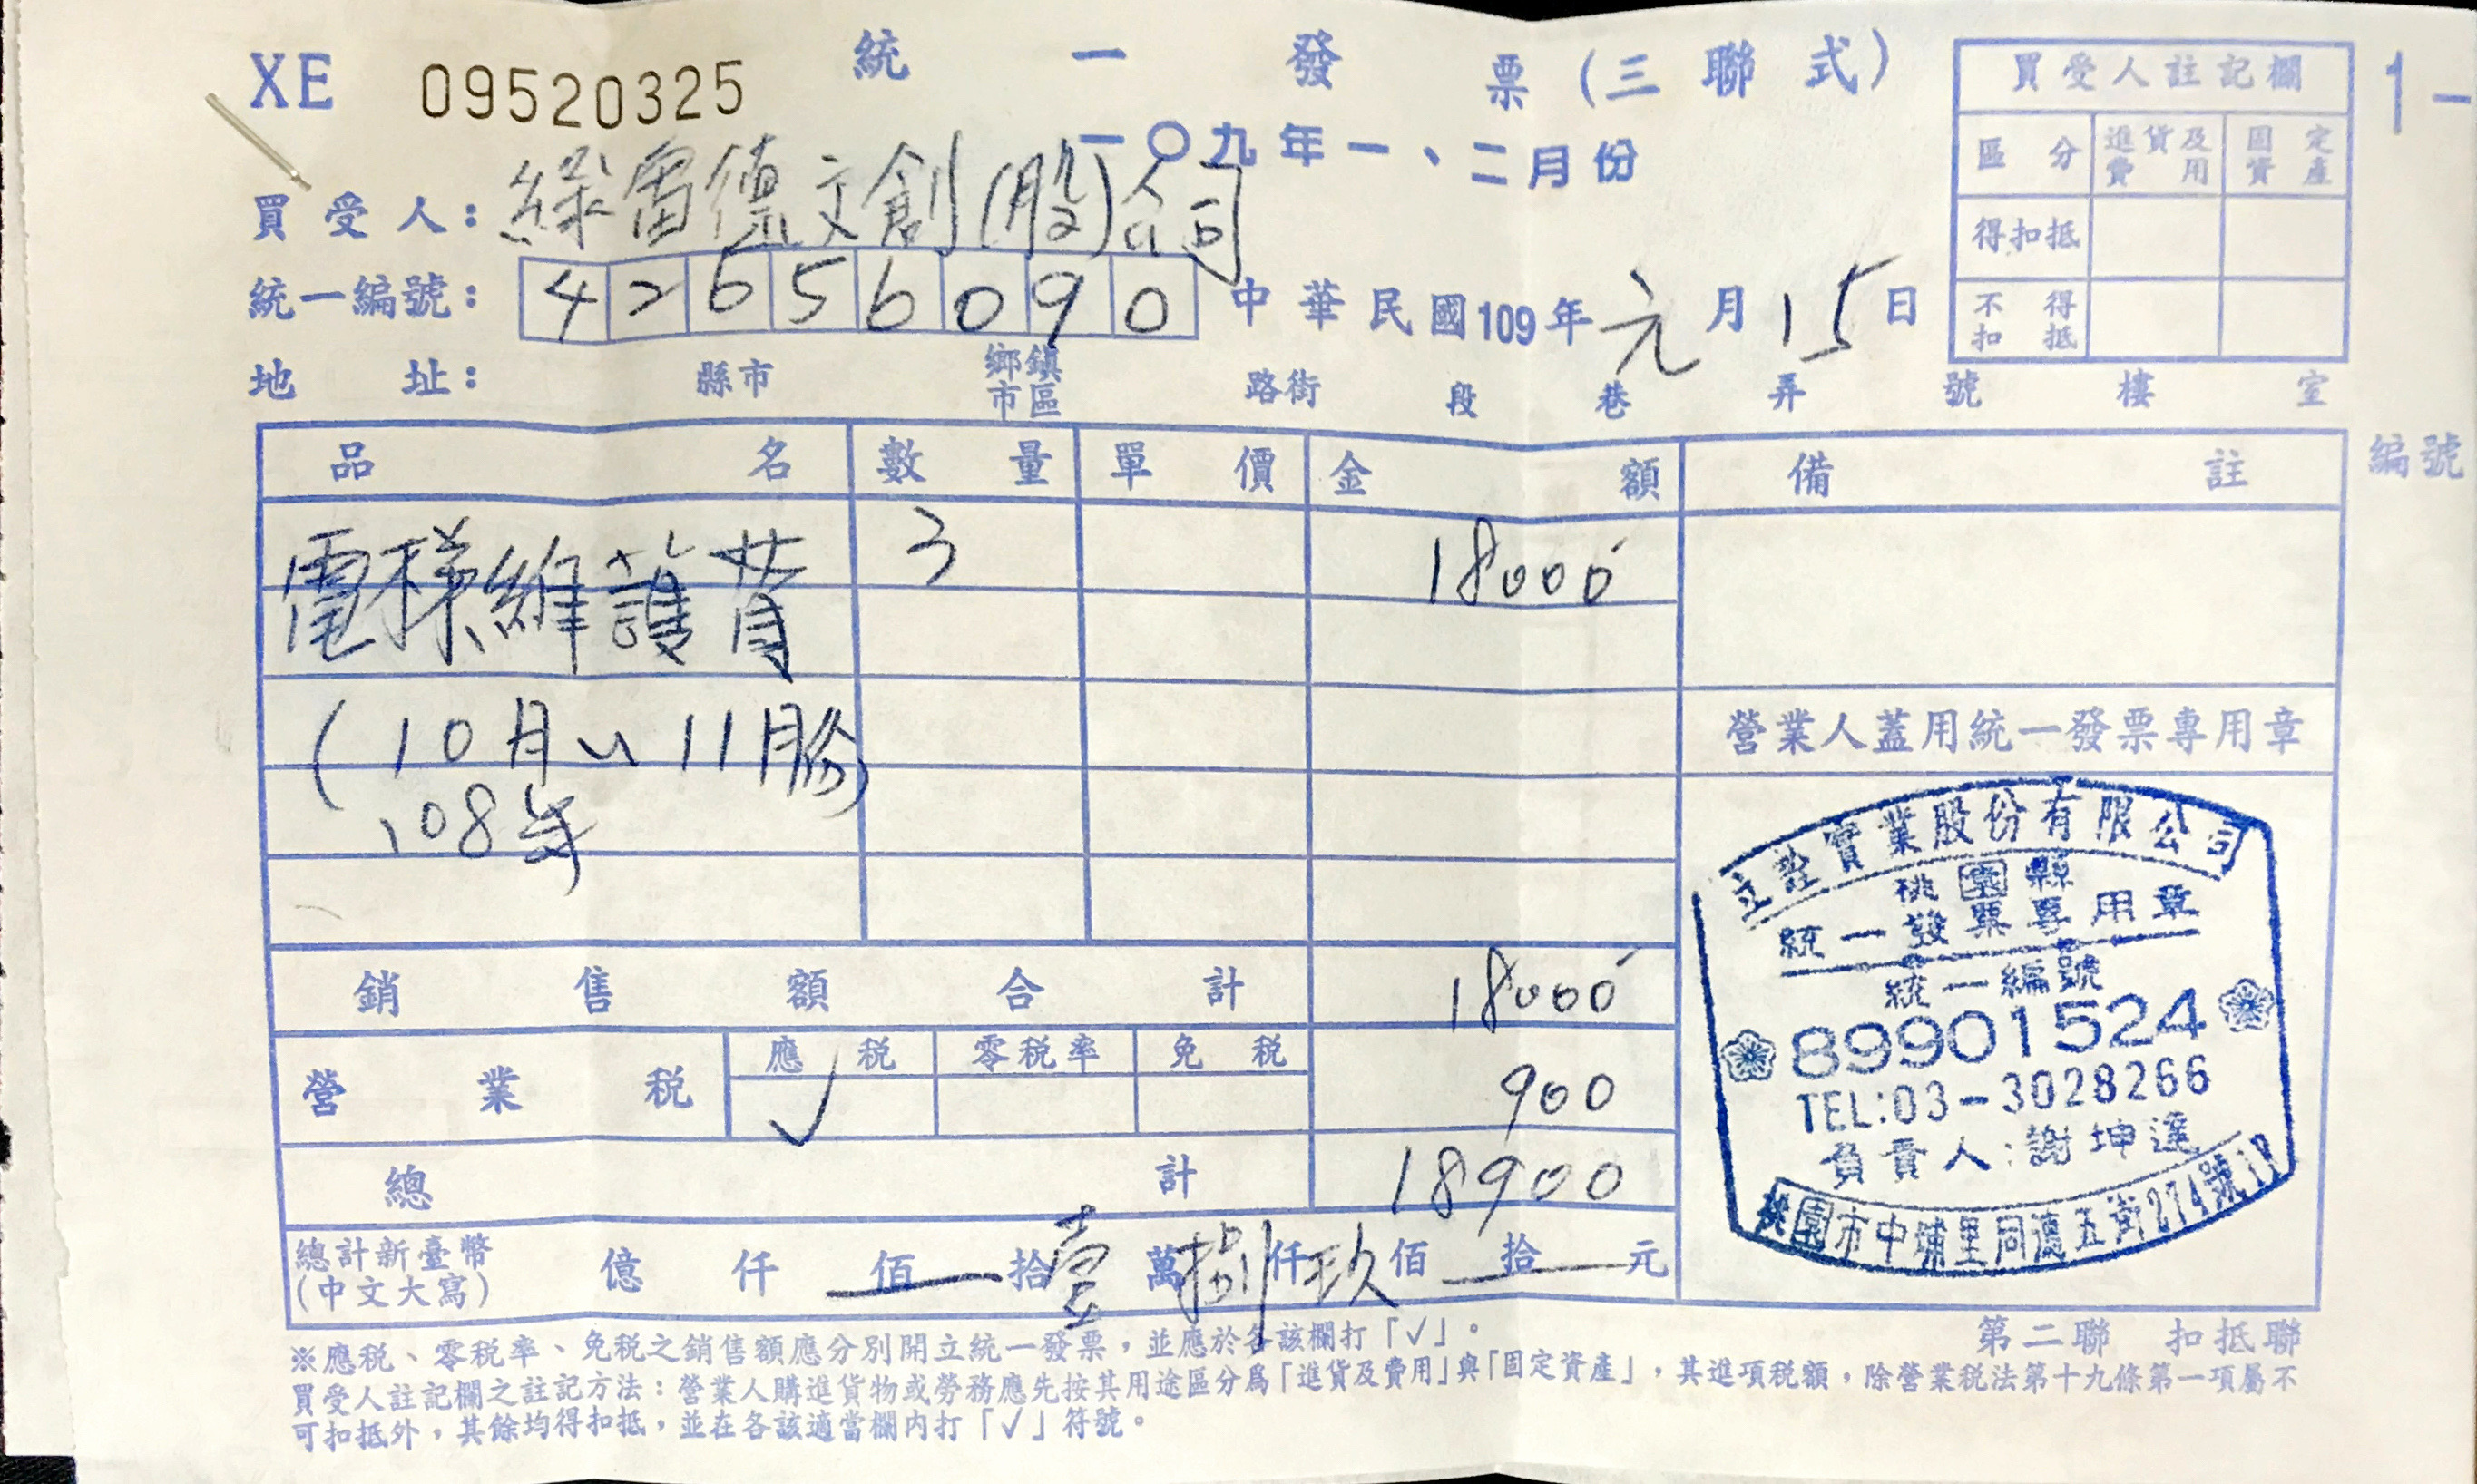 XE 09520325 統一發票(三聯式)
一〇九年一、二月份
買受人: 綠雷德文創(股)公司
統一編號: 42656090 中華民國109年元月15日
地址: 縣市 鄉鎮市區 路街 段 巷 弄 號 樓 室
買受人註記欄
區分 進貨及費用 固定資產
得扣抵
不得扣抵
1-
編號
品名 數量 單價 金額 備註
電梯維護費 3 18000
(10月 11月份)
108年
營業人蓋用統一發票專用章
立詮實業股份有限公司
桃園縣
統一發票專用章
統一編號
89901524
TEL:03-3028266
負責人:謝坤達
桃園市中埔里同德五街274號1F
銷售額合計 18000
營業稅 應稅 ✓ 零稅率 免稅 900
總計 18900
總計新臺幣(中文大寫) 億 仟 佰 拾壹萬捌仟玖佰 拾 元
第二聯 扣抵聯
※應稅、零稅率、免稅之銷售額應分別開立統一發票,並應於各該欄打「✓」。
買受人註記欄之註記方法:營業人購進貨物或勞務應先按其用途區分為「進貨及費用」與「固定資產」,其進項稅額,除營業稅法第十九條第一項屬不
可扣抵外,其餘均得扣抵,並在各該適當欄內打「✓」符號。